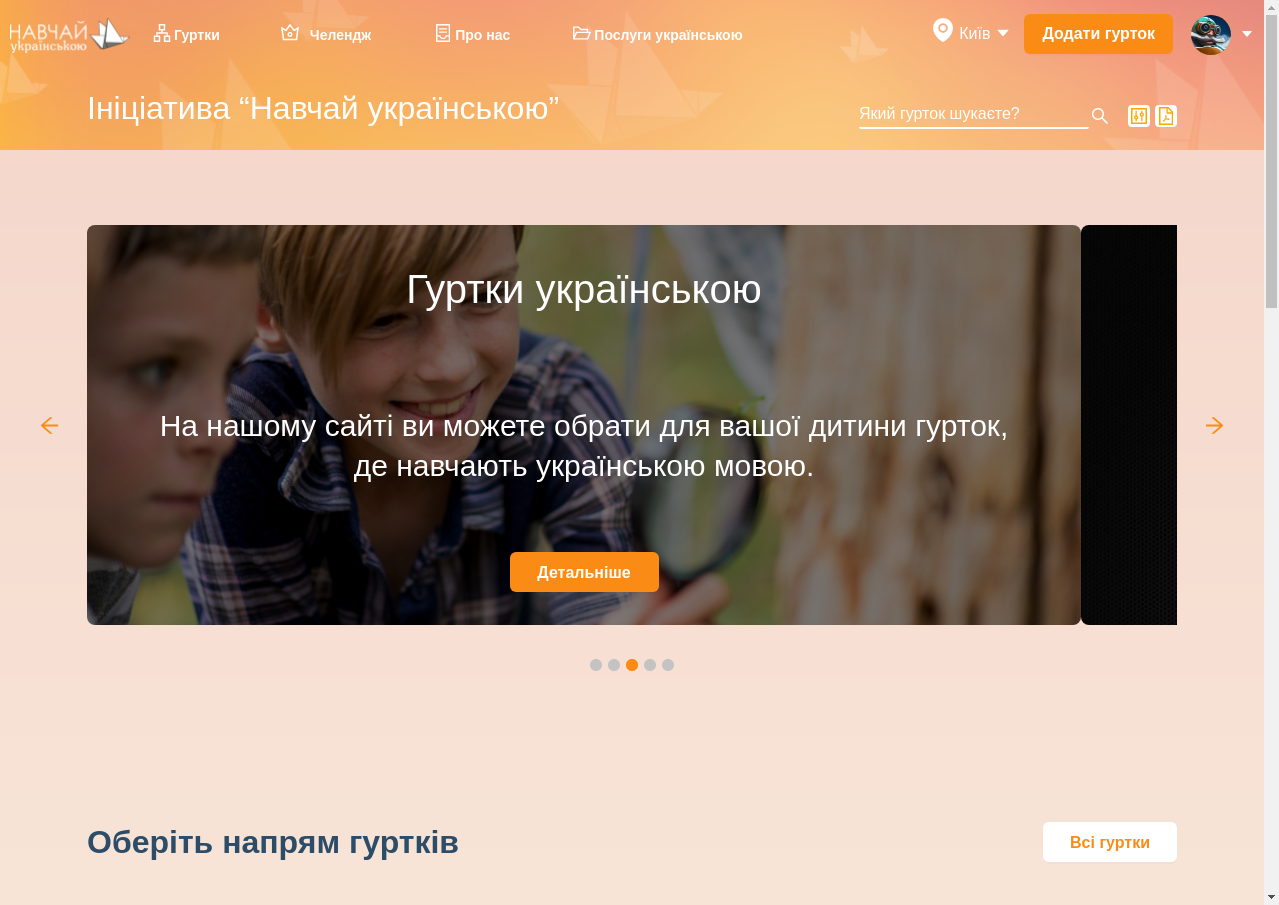 НАВЧАЙ
українською
Гуртки
Челендж
Про нас
Послуги українською
Київ
Додати гурток
Ініціатива “Навчай українською”
Який гурток шукаєте?
Гуртки українською
На нашому сайті ви можете обрати для вашої дитини гурток,
де навчають українською мовою.
Детальніше
Оберіть напрям гуртків
Всі гуртки